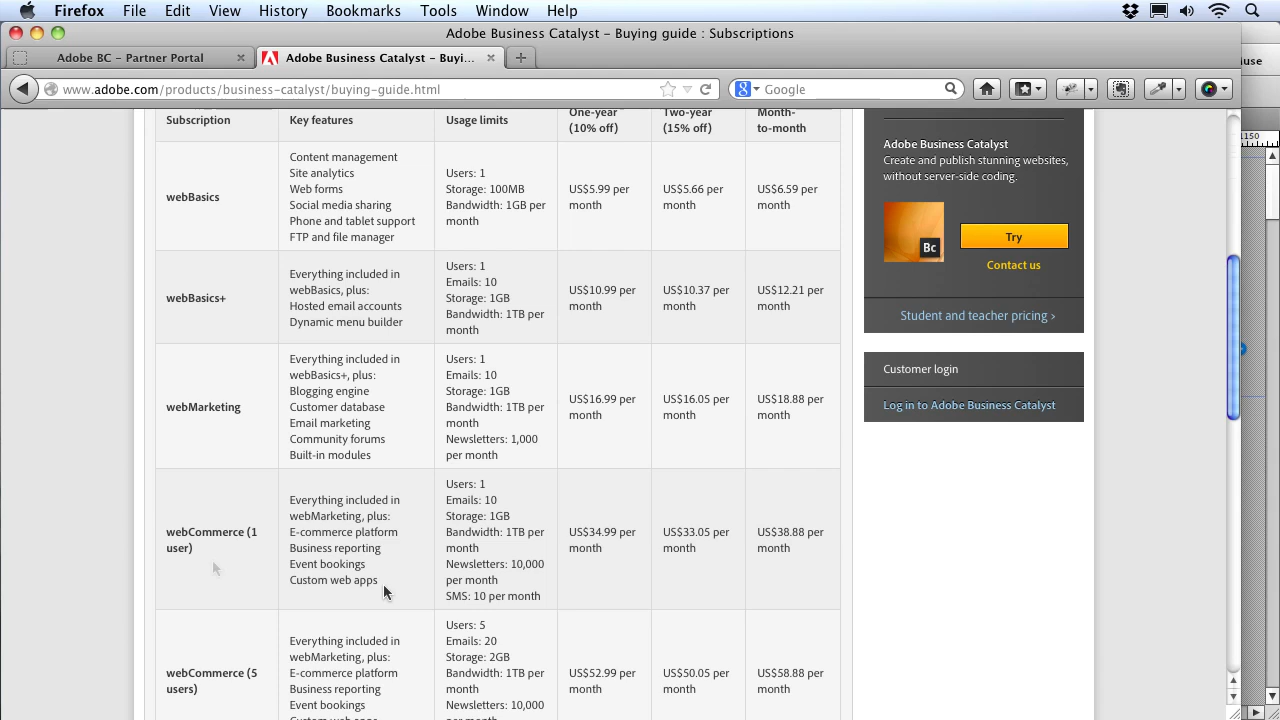 Firefox File Edit View History Bookmarks Tools Window Help
Adobe Business Catalyst – Buying guide : Subscriptions
Adobe BC – Partner Portal
Adobe Business Catalyst – Buyi...
www.adobe.com/products/business-catalyst/buying-guide.html
Google
1150
Subscription
Key features
Usage limits
One-year
(10% off)
Two-year
(15% off)
Month-
to-month
webBasics
Content management
Site analytics
Web forms
Social media sharing
Phone and tablet support
FTP and file manager
Users: 1
Storage: 100MB
Bandwidth: 1GB per
month
US$5.99 per
month
US$5.66 per
month
US$6.59 per
month
webBasics+
Everything included in
webBasics, plus:
Hosted email accounts
Dynamic menu builder
Users: 1
Emails: 10
Storage: 1GB
Bandwidth: 1TB per
month
US$10.99 per
month
US$10.37 per
month
US$12.21 per
month
webMarketing
Everything included in
webBasics+, plus:
Blogging engine
Customer database
Email marketing
Community forums
Built-in modules
Users: 1
Emails: 10
Storage: 1GB
Bandwidth: 1TB per
month
Newsletters: 1,000
per month
US$16.99 per
month
US$16.05 per
month
US$18.88 per
month
webCommerce (1
user)
Everything included in
webMarketing, plus:
E-commerce platform
Business reporting
Event bookings
Custom web apps
Users: 1
Emails: 10
Storage: 1GB
Bandwidth: 1TB per
month
Newsletters: 10,000
per month
SMS: 10 per month
US$34.99 per
month
US$33.05 per
month
US$38.88 per
month
webCommerce (5
users)
Everything included in
webMarketing, plus:
E-commerce platform
Business reporting
Event bookings
Users: 5
Emails: 20
Storage: 2GB
Bandwidth: 1TB per
month
Newsletters: 10,000
US$52.99 per
month
US$50.05 per
month
US$58.88 per
month
Adobe Business Catalyst
Create and publish stunning websites,
without server-side coding.
Bc
Try
Contact us
Student and teacher pricing ›
Customer login
Log in to Adobe Business Catalyst